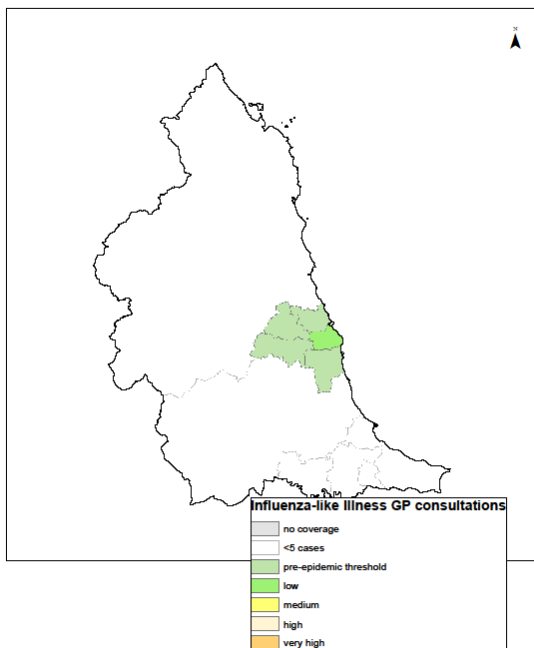 N
Influenza-like Illness GP consultations
no coverage
<5 cases
pre-epidemic threshold
low
medium
high
very high